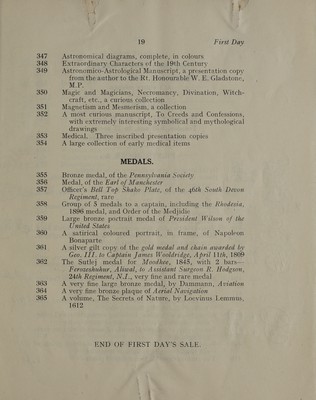 19 First Day
347 Astronomical diagrams, complete, in colours
348 Extraordinary Characters of the 19th Century
349 Astronomico-Astrological Manuscript, a presentation copy
from the author to the Rt. Honourable W. E. Gladstone,
M.P.
350 Magic and Magicians, Necromancy, Divination, Witch-
craft, etc., a curious collection
351 Magnetism and Mesmerism, a collection
352 A most curious manuscript, To Creeds and Confessions,
with extremely interesting symbolical and mythological
drawings
353 Medical. Three inscribed presentation copies
354 A large collection of early medical items
MEDALS.
355 Bronze medal, of the Pennsylvania Society
356 Medal, of the Earl of Manchester
357 Officer's Bell Top Shako Plate, of the 46th South Devon
Regiment, rare
358 Group of 3 medals to a captain, including the Rhodesia,
1896 medal, and Order of the Medjidie
359 Large bronze portrait medal of President Wilson of the
United States
360 A satirical coloured portrait, in frame, of Napoleon
Bonaparte
361 A silver gilt copy of the gold medal and chain awarded by
Geo. III. to Captain James Wooldridge, April 11th, 1809
362 The Sutlej medal for Moodkee, 1845, with 2 bars—
Ferozeshuhur, Aliwal, to Assistant Surgeon R. Hodgson,
24th Regiment, N.I., very fine and rare medal
363 A very fine large bronze medal, by Dammann, Aviation
364 A very fine bronze plaque of Aerial Navigation
365 A volume, The Secrets of Nature, by Loevinus Lemmus,
1612
END OF FIRST DAY'S SALE.